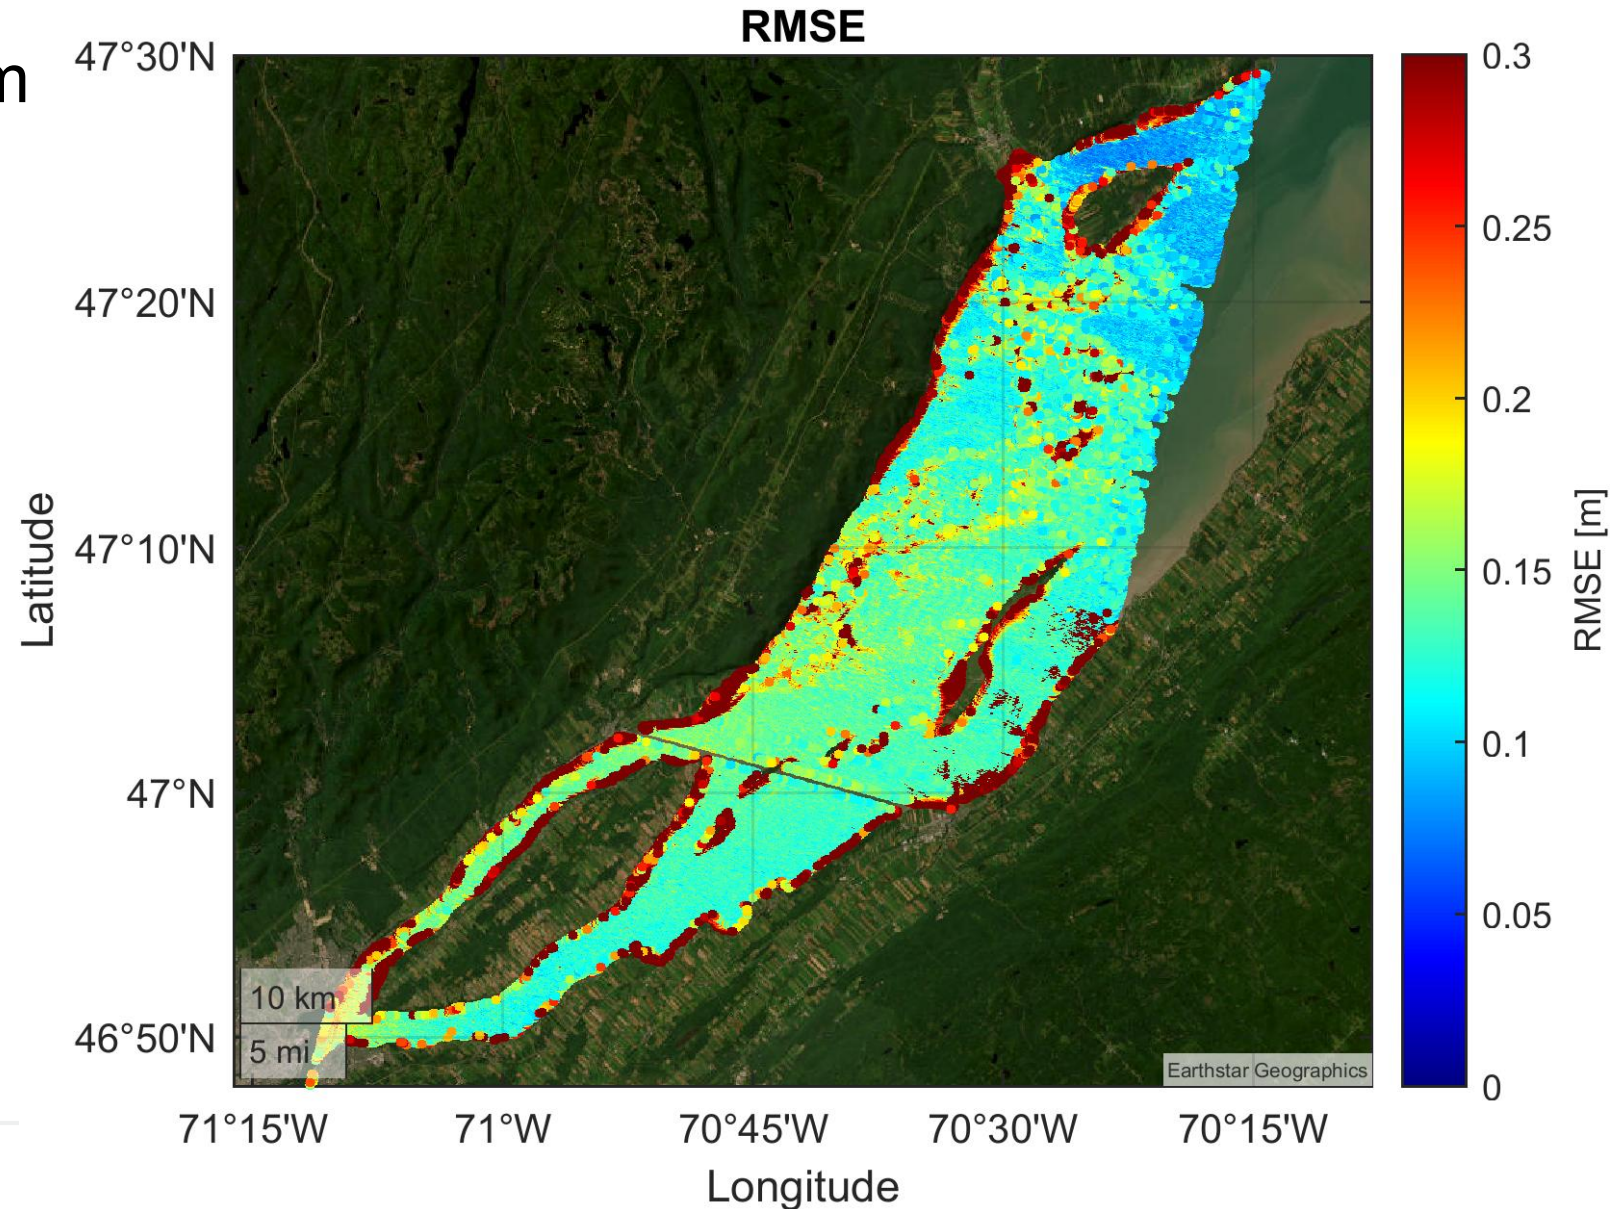 RMSE
m
47°30'N
47°20'N
47°10'N
47°N
46°50'N
Latitude
10 km
5 mi
Earthstar Geographics
71°15'W
71°W
70°45'W
70°30'W
70°15'W
Longitude
0.3
0.25
0.2
0.15
0.1
0.05
0
RMSE [m]